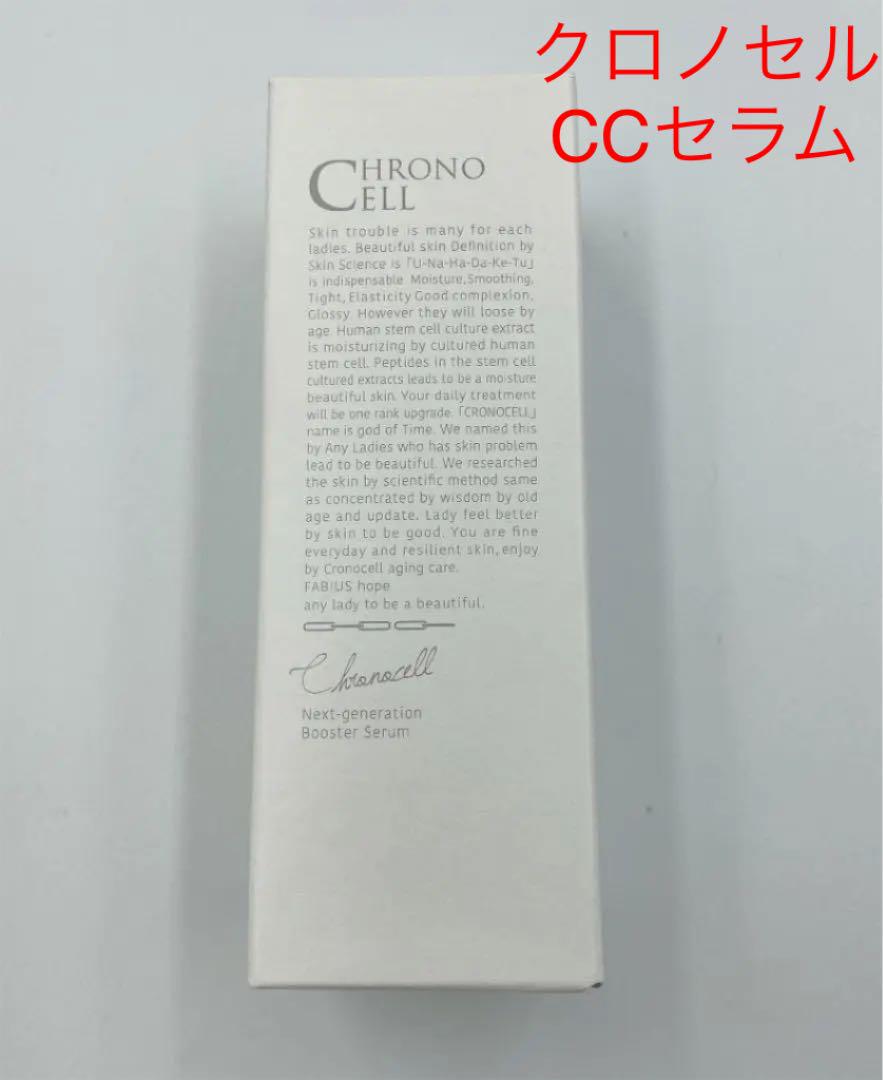 クロノセル
CCセラム
CHRONO
CELL
Skin trouble is many for each
ladies. Beautiful skin Definition by
Skin Science is「U-Na-Ha-Da-Ke-Tu」
is indispensable Moisture,Smoothing,
Tight, Elasticity Good complexion,
Glossy. However they will loose by
age. Human stem cell culture extract
is moisturizing by cultured human
stem cell. Peptides in the stem cell
cultured extracts leads to be a moisture
beautiful skin. Your daily treatment
will be one rank upgrade.「CRONOCELL」
name is god of Time. We named this
by Any Ladies who has skin problem
lead to be beautiful. We researched
the skin by scientific method same
as concentrated by wisdom by old
age and update. Lady feel better
by skin to be good. You are fine
everyday and resilient skin, enjoy
by Cronocell aging care.
FABIUS hope
any lady to be a beautiful.
Chronocell
Next-generation
Booster Serum